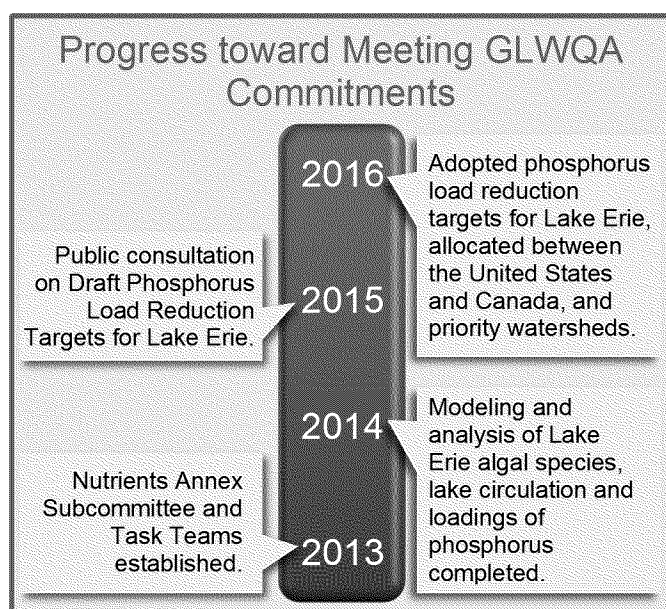 Progress toward Meeting GLWQA
Commitments
2016
Adopted phosphorus
load reduction
targets for Lake Erie,
allocated between
the United States
and Canada, and
priority watersheds.
Public consultation
on Draft Phosphorus
Load Reduction
Targets for Lake Erie.
2015
2014
Modeling and
analysis of Lake
Erie algal species,
lake circulation and
loadings of
phosphorus
completed.
Nutrients Annex
Subcommittee and
Task Teams
established.
2013